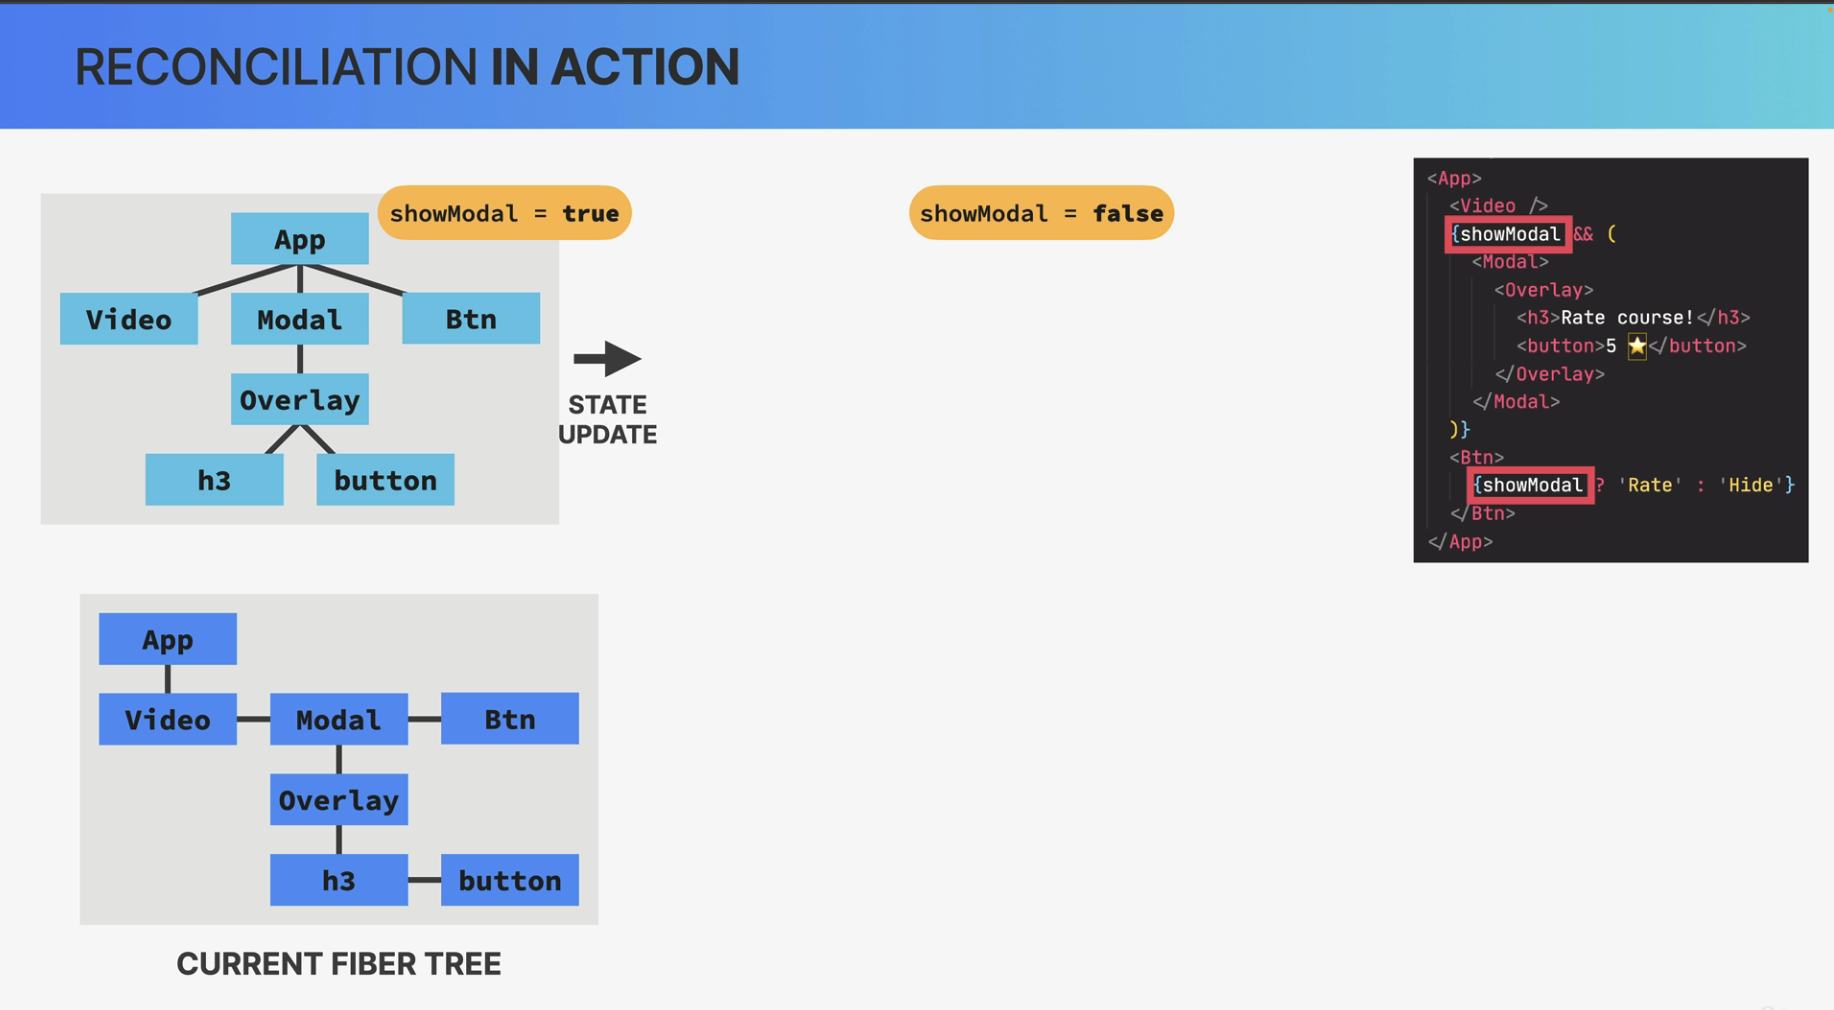 RECONCILIATION IN ACTION
showModal = true
App
Video Modal Btn
Overlay
h3 button
STATE
UPDATE
showModal = false
<App>
<Video />
{showModal && (
<Modal>
<Overlay>
<h3>Rate course!</h3>
<button>5 ⭐</button>
</Overlay>
</Modal>
)}
<Btn>
{showModal ? 'Rate' : 'Hide'}
</Btn>
</App>
App
Video Modal Btn
Overlay
h3 button
CURRENT FIBER TREE